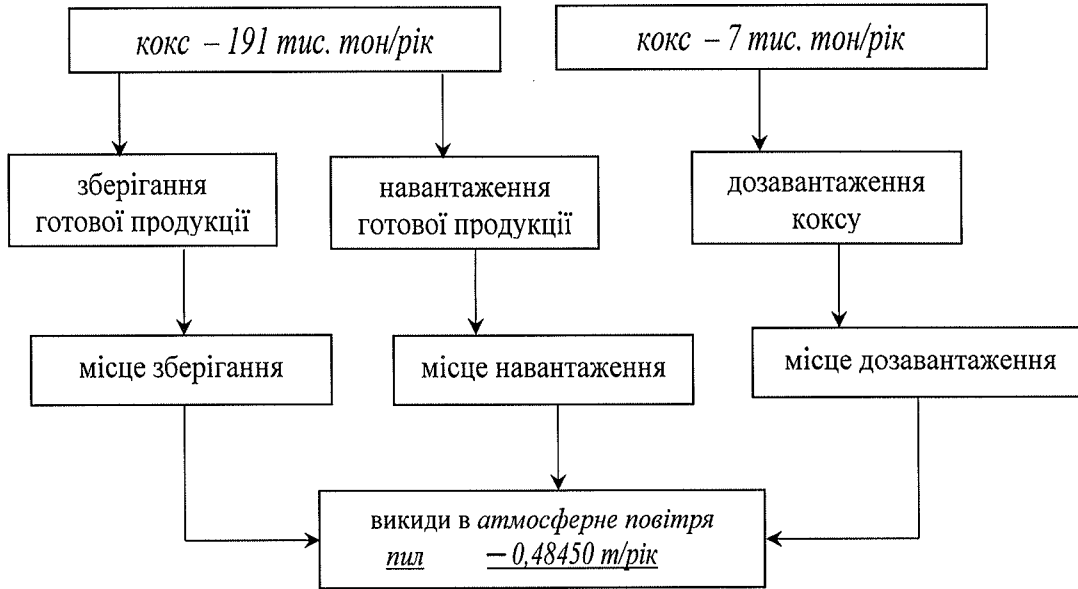 кокс – 191 тис. тон/рік
кокс – 7 тис. тон/рік
зберігання
готової продукції
навантаження
готової продукції
дозавантаження
коксу
місце зберігання
місце навантаження
місце дозавантаження
викиди в атмосферне повітря
пил – 0,48450 т/рік